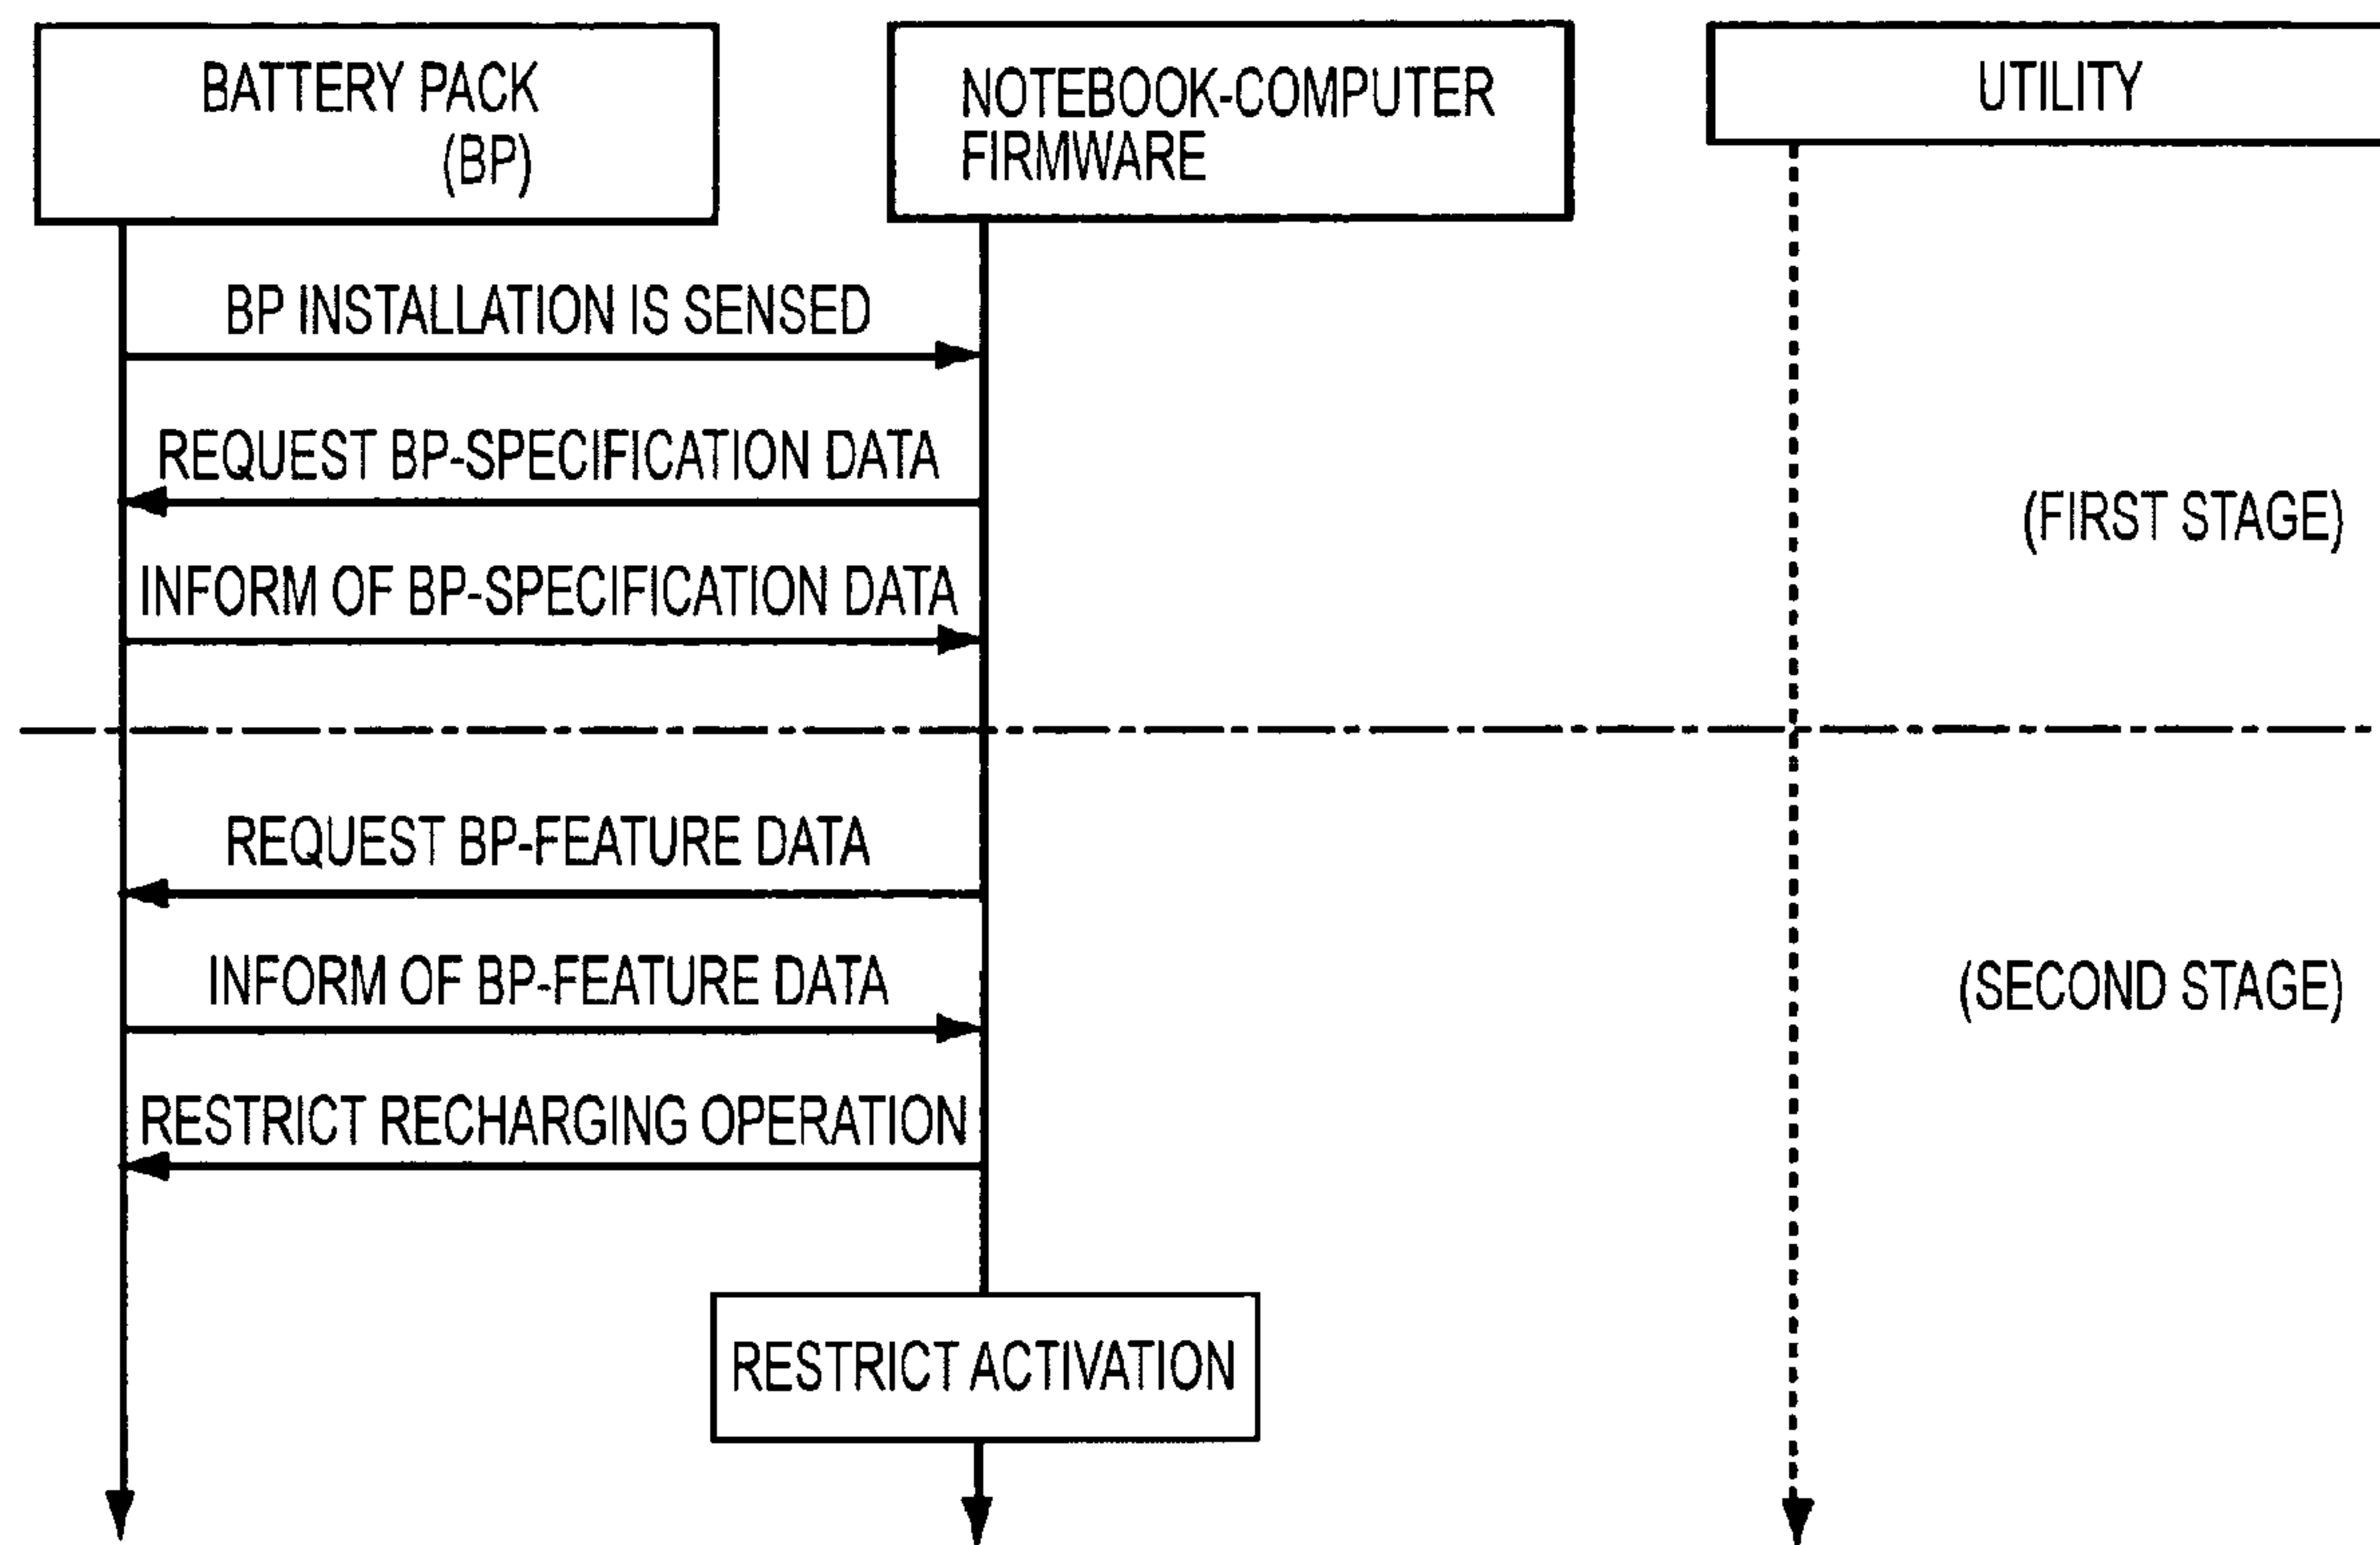 BATTERY PACK
(BP)
NOTEBOOK-COMPUTER
FIRMWARE
UTILITY
BP INSTALLATION IS SENSED
REQUEST BP-SPECIFICATION DATA
(FIRST STAGE)
INFORM OF BP-SPECIFICATION DATA
REQUEST BP-FEATURE DATA
INFORM OF BP-FEATURE DATA
(SECOND STAGE)
RESTRICT RECHARGING OPERATION
RESTRICT ACTIVATION